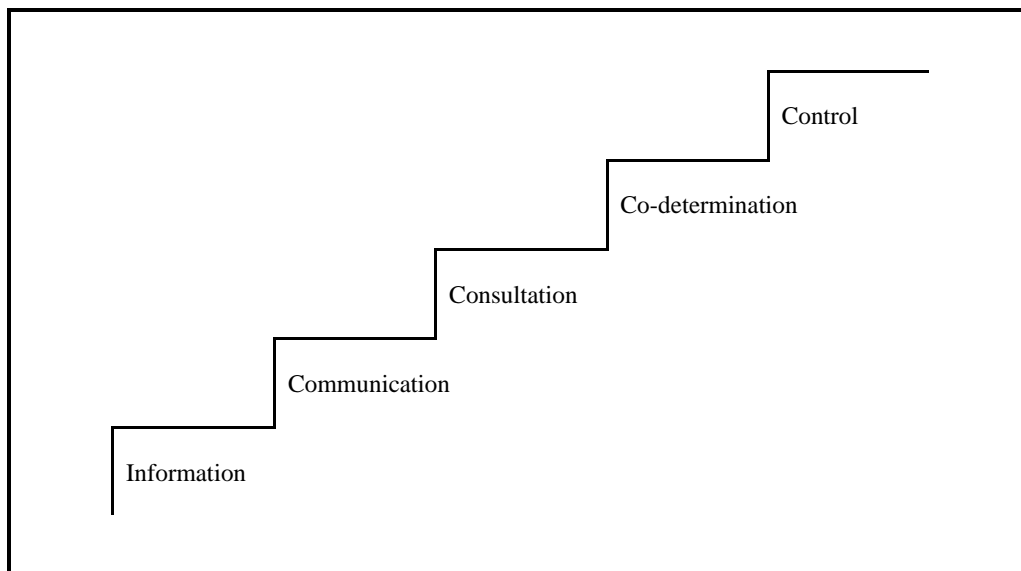 Control
Co-determination
Consultation
Communication
Information